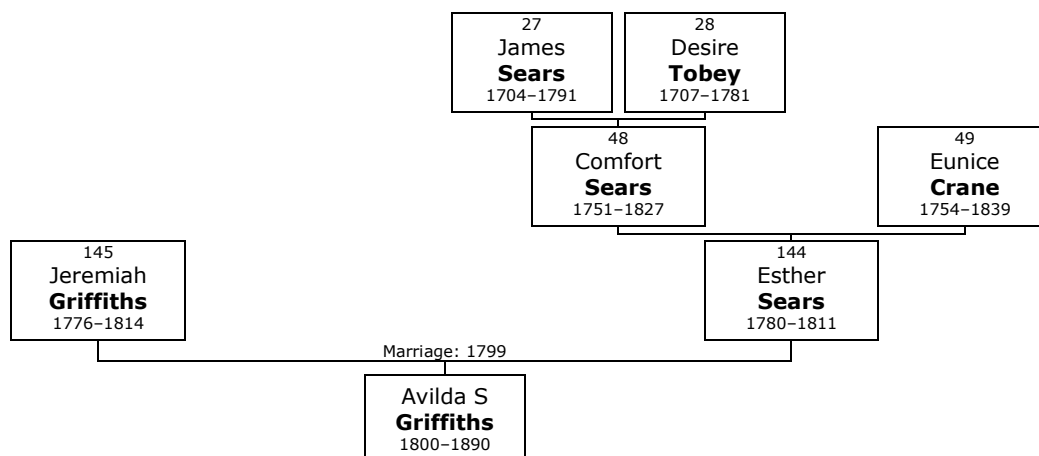 27
James
Sears
1704–1791
28
Desire
Tobey
1707–1781
48
Comfort
Sears
1751–1827
49
Eunice
Crane
1754–1839
145
Jeremiah
Griffiths
1776–1814
144
Esther
Sears
1780–1811
Marriage: 1799
Avilda S
Griffiths
1800–1890